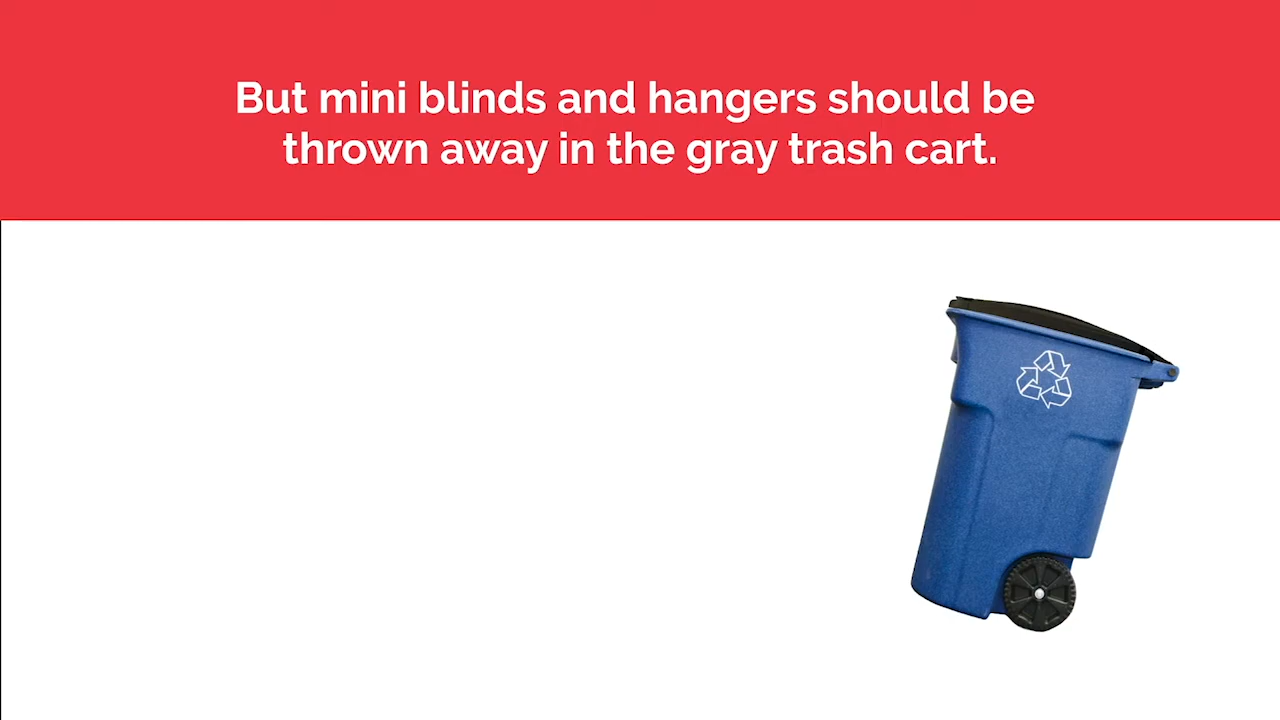 But mini blinds and hangers should be
thrown away in the gray trash cart.